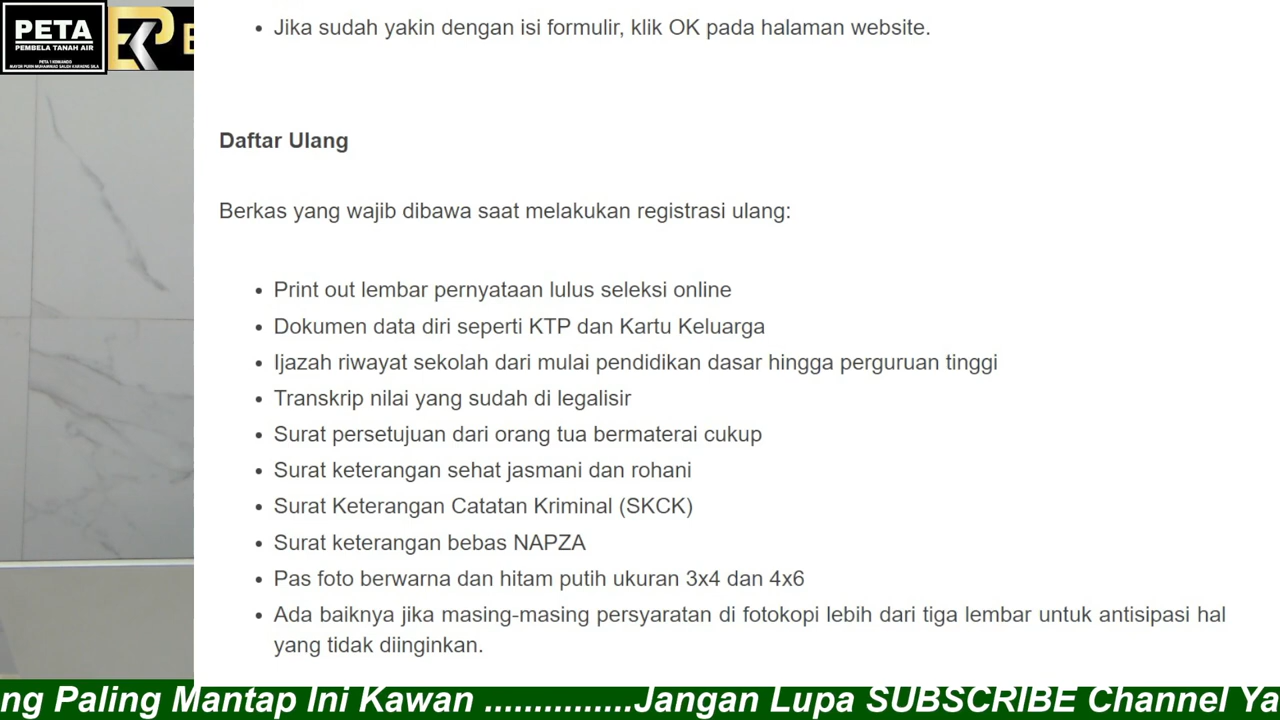 PETA
PEMBELA TANAH AIR
PETA 1 KOMANDO
Jika sudah yakin dengan isi formulir, klik OK pada halaman website.
Daftar Ulang
Berkas yang wajib dibawa saat melakukan registrasi ulang:
Print out lembar pernyataan lulus seleksi online
Dokumen data diri seperti KTP dan Kartu Keluarga
Ijazah riwayat sekolah dari mulai pendidikan dasar hingga perguruan tinggi
Transkrip nilai yang sudah di legalisir
Surat persetujuan dari orang tua bermaterai cukup
Surat keterangan sehat jasmani dan rohani
Surat Keterangan Catatan Kriminal (SKCK)
Surat keterangan bebas NAPZA
Pas foto berwarna dan hitam putih ukuran 3x4 dan 4x6
Ada baiknya jika masing-masing persyaratan di fotokopi lebih dari tiga lembar untuk antisipasi hal
yang tidak diinginkan.
ng Paling Mantap Ini Kawan ...............Jangan Lupa SUBSCRIBE Channel Ya